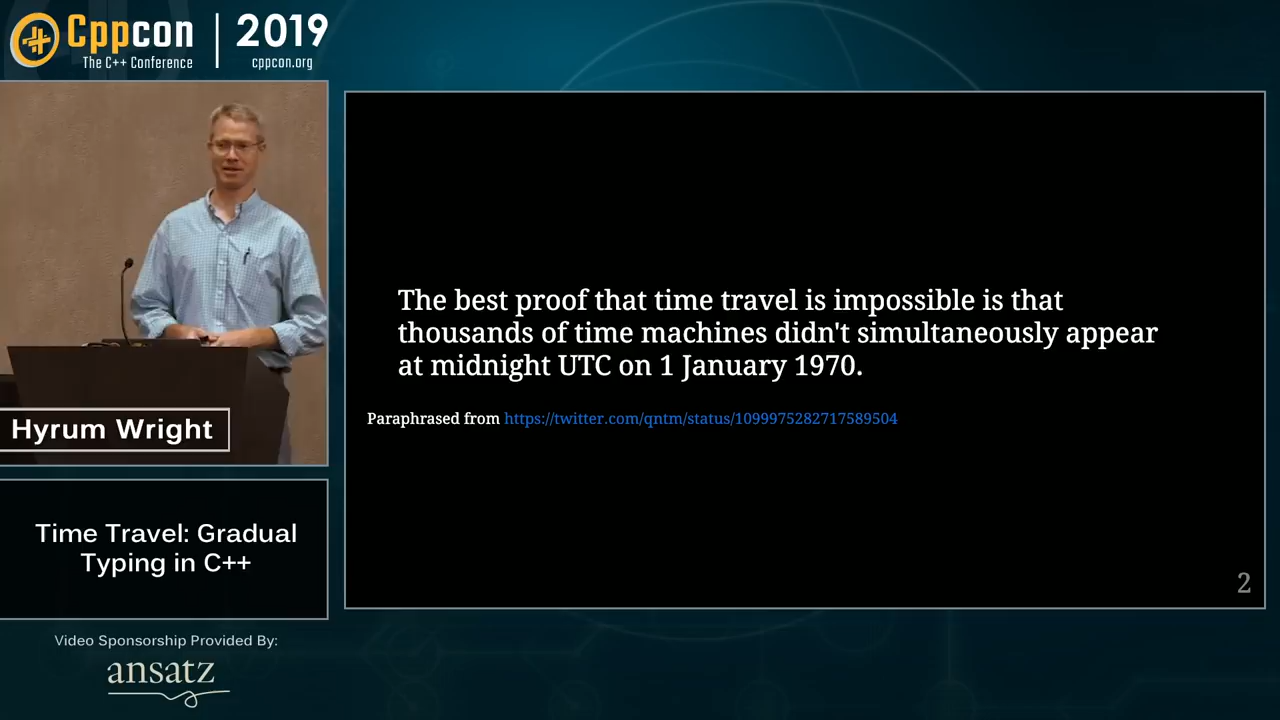 Cppcon
The C++ Conference
2019
cppcon.org
Hyrum Wright
Time Travel: Gradual
Typing in C++
Video Sponsorship Provided By:
ansatz
The best proof that time travel is impossible is that
thousands of time machines didn't simultaneously appear
at midnight UTC on 1 January 1970.
Paraphrased from https://twitter.com/qntm/status/1099975282717589504
2